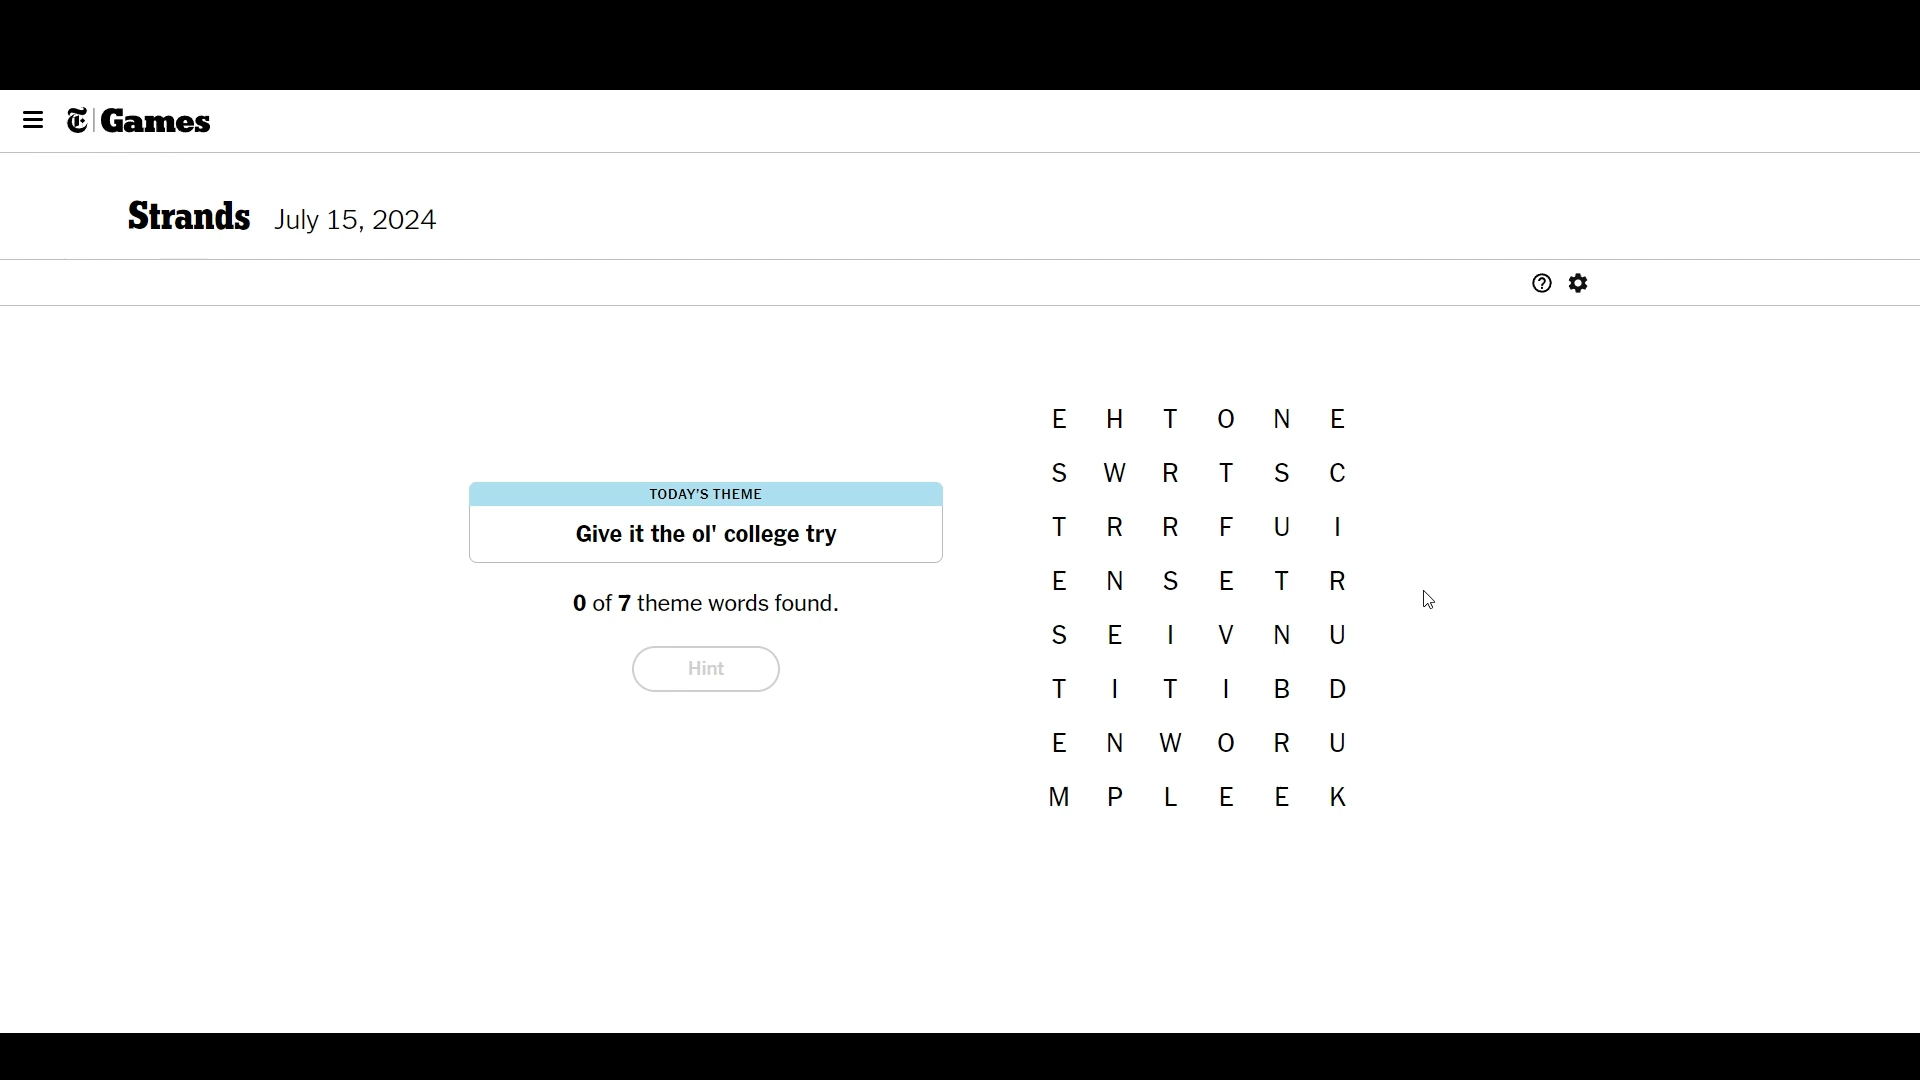 T Games
Strands July 15, 2024
TODAY'S THEME
Give it the ol' college try
0 of 7 theme words found.
Hint
E H T O N E
S W R T S C
T R R F U I
E N S E T R
S E I V N U
T I T I B D
E N W O R U
M P L E E K